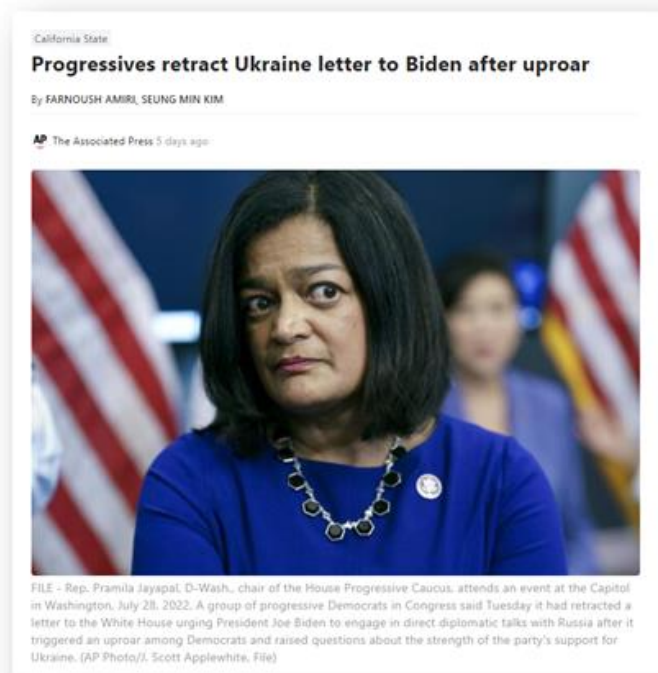 California State
Progressives retract Ukraine letter to Biden after uproar
By FARNOUSH AMIRI, SEUNG MIN KIM
AP The Associated Press 5 days ago
FILE - Rep. Pramila Jayapal, D-Wash., chair of the House Progressive Caucus, attends an event at the Capitol
in Washington, July 28, 2022. A group of progressive Democrats in Congress said Tuesday it had retracted a
letter to the White House urging President Joe Biden to engage in direct diplomatic talks with Russia after it
triggered an uproar among Democrats and raised questions about the strength of the party's support for
Ukraine. (AP Photo/J. Scott Applewhite, File)